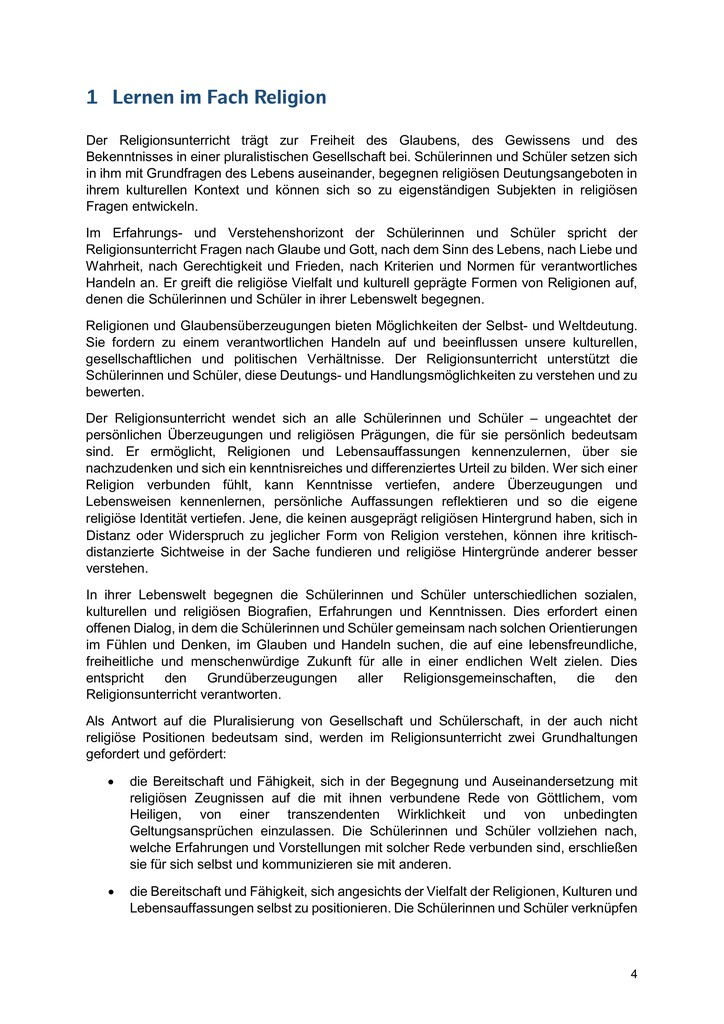 1 Lernen im Fach Religion
Der Religionsunterricht trägt zur Freiheit des Glaubens, des Gewissens und des
Bekenntnisses in einer pluralistischen Gesellschaft bei. Schülerinnen und Schüler setzen sich
in ihm mit Grundfragen des Lebens auseinander, begegnen religiösen Deutungsangeboten in
ihrem kulturellen Kontext und können sich so zu eigenständigen Subjekten in religiösen
Fragen entwickeln.
Im Erfahrungs- und Verstehenshorizont der Schülerinnen und Schüler spricht der
Religionsunterricht Fragen nach Glaube und Gott, nach dem Sinn des Lebens, nach Liebe und
Wahrheit, nach Gerechtigkeit und Frieden, nach Kriterien und Normen für verantwortliches
Handeln an. Er greift die religiöse Vielfalt und kulturell geprägte Formen von Religionen auf,
denen die Schülerinnen und Schüler in ihrer Lebenswelt begegnen.
Religionen und Glaubensüberzeugungen bieten Möglichkeiten der Selbst- und Weltdeutung.
Sie fordern zu einem verantwortlichen Handeln auf und beeinflussen unsere kulturellen,
gesellschaftlichen und politischen Verhältnisse. Der Religionsunterricht unterstützt die
Schülerinnen und Schüler, diese Deutungs- und Handlungsmöglichkeiten zu verstehen und zu
bewerten.
Der Religionsunterricht wendet sich an alle Schülerinnen und Schüler – ungeachtet der
persönlichen Überzeugungen und religiösen Prägungen, die für sie persönlich bedeutsam
sind. Er ermöglicht, Religionen und Lebensauffassungen kennenzulernen, über sie
nachzudenken und sich ein kenntnisreiches und differenziertes Urteil zu bilden. Wer sich einer
Religion verbunden fühlt, kann Kenntnisse vertiefen, andere Überzeugungen und
Lebensweisen kennenlernen, persönliche Auffassungen reflektieren und so die eigene
religiöse Identität vertiefen. Jene, die keinen ausgeprägt religiösen Hintergrund haben, sich in
Distanz oder Widerspruch zu jeglicher Form von Religion verstehen, können ihre kritisch-
distanzierte Sichtweise in der Sache fundieren und religiöse Hintergründe anderer besser
verstehen.
In ihrer Lebenswelt begegnen die Schülerinnen und Schüler unterschiedlichen sozialen,
kulturellen und religiösen Biografien, Erfahrungen und Kenntnissen. Dies erfordert einen
offenen Dialog, in dem die Schülerinnen und Schüler gemeinsam nach solchen Orientierungen
im Fühlen und Denken, im Glauben und Handeln suchen, die auf eine lebensfreundliche,
freiheitliche und menschenwürdige Zukunft für alle in einer endlichen Welt zielen. Dies
entspricht den Grundüberzeugungen aller Religionsgemeinschaften, die den
Religionsunterricht verantworten.
Als Antwort auf die Pluralisierung von Gesellschaft und Schülerschaft, in der auch nicht
religiöse Positionen bedeutsam sind, werden im Religionsunterricht zwei Grundhaltungen
gefordert und gefördert:
• die Bereitschaft und Fähigkeit, sich in der Begegnung und Auseinandersetzung mit
religiösen Zeugnissen auf die mit ihnen verbundene Rede von Göttlichem, vom
Heiligen, von einer transzendenten Wirklichkeit und von unbedingten
Geltungsansprüchen einzulassen. Die Schülerinnen und Schüler vollziehen nach,
welche Erfahrungen und Vorstellungen mit solcher Rede verbunden sind, erschließen
sie für sich selbst und kommunizieren sie mit anderen.
• die Bereitschaft und Fähigkeit, sich angesichts der Vielfalt der Religionen, Kulturen und
Lebensauffassungen selbst zu positionieren. Die Schülerinnen und Schüler verknüpfen
4